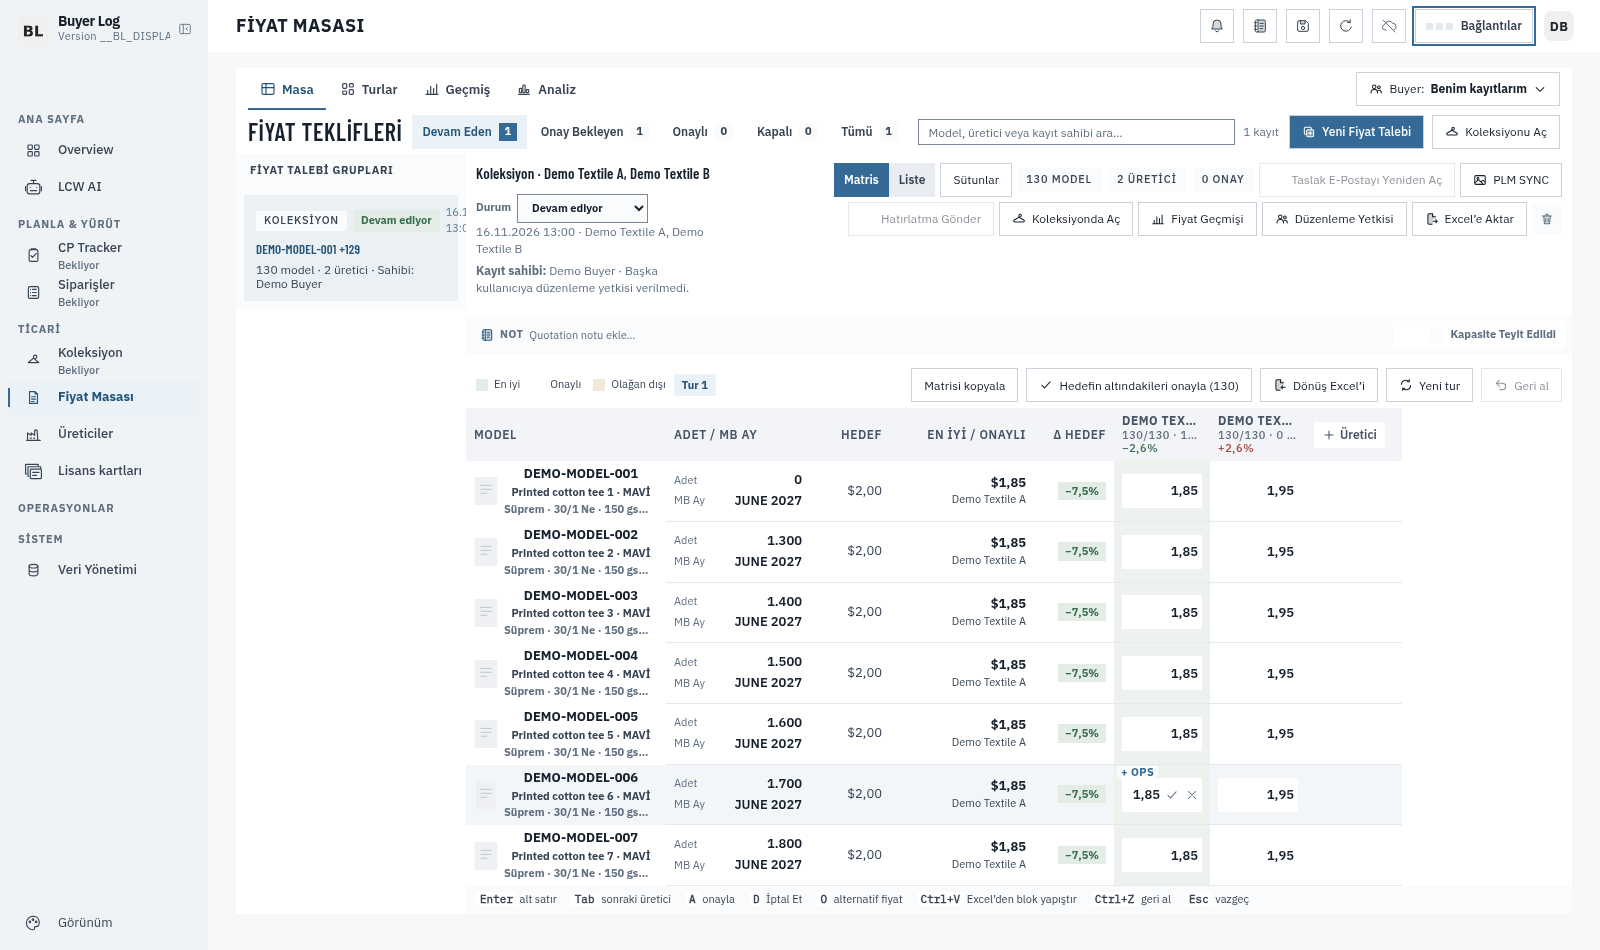 BL
Buyer Log
Version __BL_DISPLA
ANA SAYFA
Overview
LCW AI
PLANLA & YÜRÜT
CP Tracker
Bekliyor
Siparişler
Bekliyor
TİCARİ
Koleksiyon
Bekliyor
Fiyat Masası
Üreticiler
Lisans kartları
OPERASYONLAR
SİSTEM
Veri Yönetimi
Görünüm
FİYAT MASASI
Bağlantılar
DB
Masa Turlar Geçmiş Analiz
Buyer: Benim kayıtlarım
FİYAT TEKLİFLERİ
Devam Eden 1 Onay Bekleyen 1 Onaylı 0 Kapalı 0 Tümü 1
Model, üretici veya kayıt sahibi ara...
1 kayıt
Yeni Fiyat Talebi
Koleksiyonu Aç
FİYAT TALEBİ GRUPLARI
KOLEKSİYON Devam ediyor 16.1
13:0
DEMO-MODEL-001 +129
130 model · 2 üretici · Sahibi:
Demo Buyer
Koleksiyon · Demo Textile A, Demo Textile B
Durum Devam ediyor
16.11.2026 13:00 · Demo Textile A, Demo
Textile B
Kayıt sahibi: Demo Buyer · Başka
kullanıcıya düzenleme yetkisi verilmedi.
Matris Liste Sütunlar 130 MODEL 2 ÜRETİCİ 0 ONAY Taslak E-Postayı Yeniden Aç PLM SYNC
Hatırlatma Gönder Koleksiyonda Aç Fiyat Geçmişi Düzenleme Yetkisi Excel'e Aktar
NOT Quotation notu ekle...
Kapasite Teyit Edildi
En iyi Onaylı Olağan dışı Tur 1
Matrisi kopyala Hedefin altındakileri onayla (130) Dönüş Excel'i Yeni tur Geri al
MODEL ADET / MB AY HEDEF EN İYİ / ONAYLI Δ HEDEF
DEMO TEX...
130/130 · 1...
−2,6%
DEMO TEX...
130/130 · 0 ...
+2,6%
+ Üretici
DEMO-MODEL-001
Printed cotton tee 1 · MAVİ
Süprem · 30/1 Ne · 150 gs...
Adet 0
MB Ay JUNE 2027
$2,00
$1,85
Demo Textile A
−7,5%
1,85
1,95
DEMO-MODEL-002
Printed cotton tee 2 · MAVİ
Süprem · 30/1 Ne · 150 gs...
Adet 1.300
MB Ay JUNE 2027
$2,00
$1,85
Demo Textile A
−7,5%
1,85
1,95
DEMO-MODEL-003
Printed cotton tee 3 · MAVİ
Süprem · 30/1 Ne · 150 gs...
Adet 1.400
MB Ay JUNE 2027
$2,00
$1,85
Demo Textile A
−7,5%
1,85
1,95
DEMO-MODEL-004
Printed cotton tee 4 · MAVİ
Süprem · 30/1 Ne · 150 gs...
Adet 1.500
MB Ay JUNE 2027
$2,00
$1,85
Demo Textile A
−7,5%
1,85
1,95
DEMO-MODEL-005
Printed cotton tee 5 · MAVİ
Süprem · 30/1 Ne · 150 gs...
Adet 1.600
MB Ay JUNE 2027
$2,00
$1,85
Demo Textile A
−7,5%
1,85
1,95
DEMO-MODEL-006
Printed cotton tee 6 · MAVİ
Süprem · 30/1 Ne · 150 gs...
Adet 1.700
MB Ay JUNE 2027
$2,00
$1,85
Demo Textile A
−7,5%
+ OPS
1,85
1,95
DEMO-MODEL-007
Printed cotton tee 7 · MAVİ
Süprem · 30/1 Ne · 150 gs...
Adet 1.800
MB Ay JUNE 2027
$2,00
$1,85
Demo Textile A
−7,5%
1,85
1,95
Enter alt satır Tab sonraki üretici A onayla D İptal Et O alternatif fiyat Ctrl+V Excel'den blok yapıştır Ctrl+Z geri al Esc vazgeç